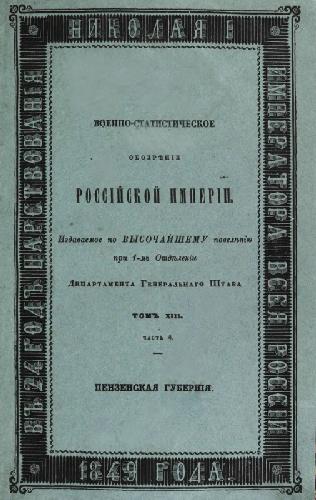 НИКОЛАЯ I
ИМПЕРАТОРА ВСЕЯ РОССІИ
ВЪ 24 ГОДЪ ЦАРСТВОВАНІЯ
ВОЕННО-СТАТИСТИЧЕСКОЕ
ОБОЗРѢНІЕ
РОССІЙСКОЙ ИМПЕРІИ.
Издаваемое по ВЫСОЧАЙШЕМУ повелѣнію
при 1-мъ Отдѣленіи
Департамента Генеральнаго Штаба
ТОМЪ XIII.
ЧАСТЬ 4.
ПЕНЗЕНСКАЯ ГУБЕРНІЯ.
1849 ГОДА.